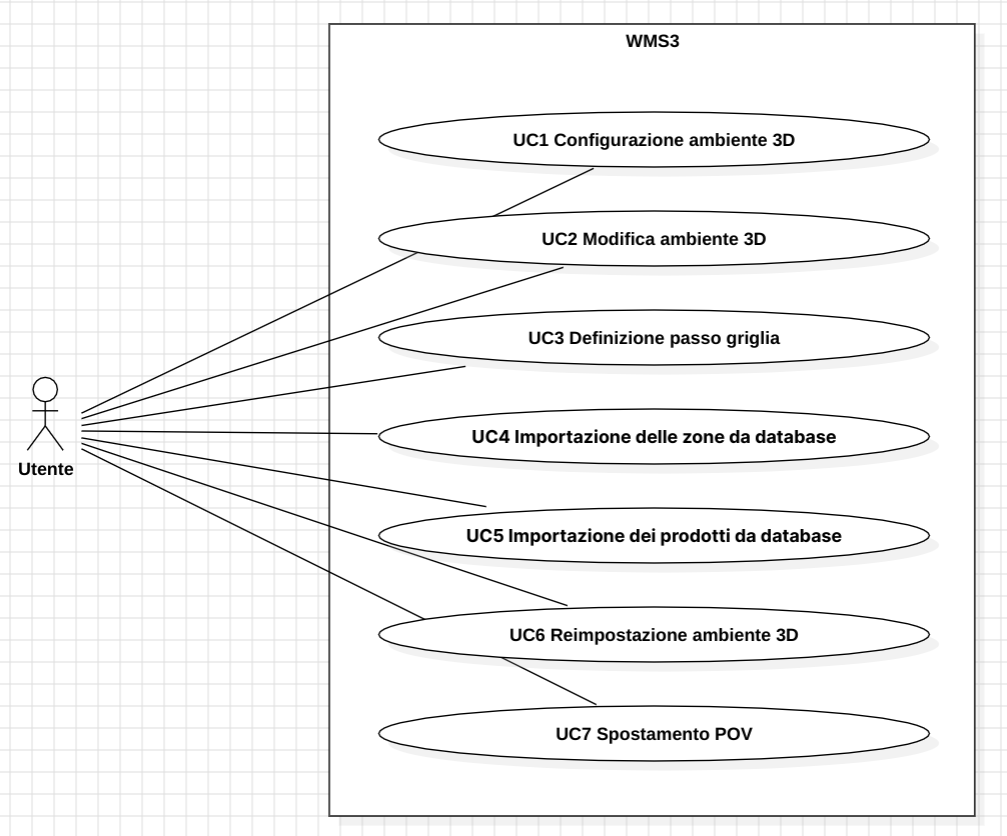 WMS3
UC1 Configurazione ambiente 3D
UC2 Modifica ambiente 3D
UC3 Definizione passo griglia
UC4 Importazione delle zone da database
Utente
UC5 Importazione dei prodotti da database
UC6 Reimpostazione ambiente 3D
UC7 Spostamento POV